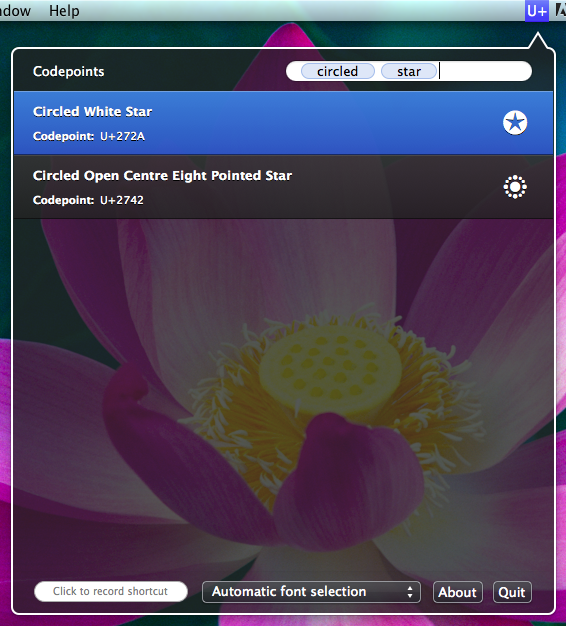 Help
U+
Codepoints
circled star
Circled White Star
Codepoint: U+272A
Circled Open Centre Eight Pointed Star
Codepoint: U+2742
Click to record shortcut
Automatic font selection
About
Quit